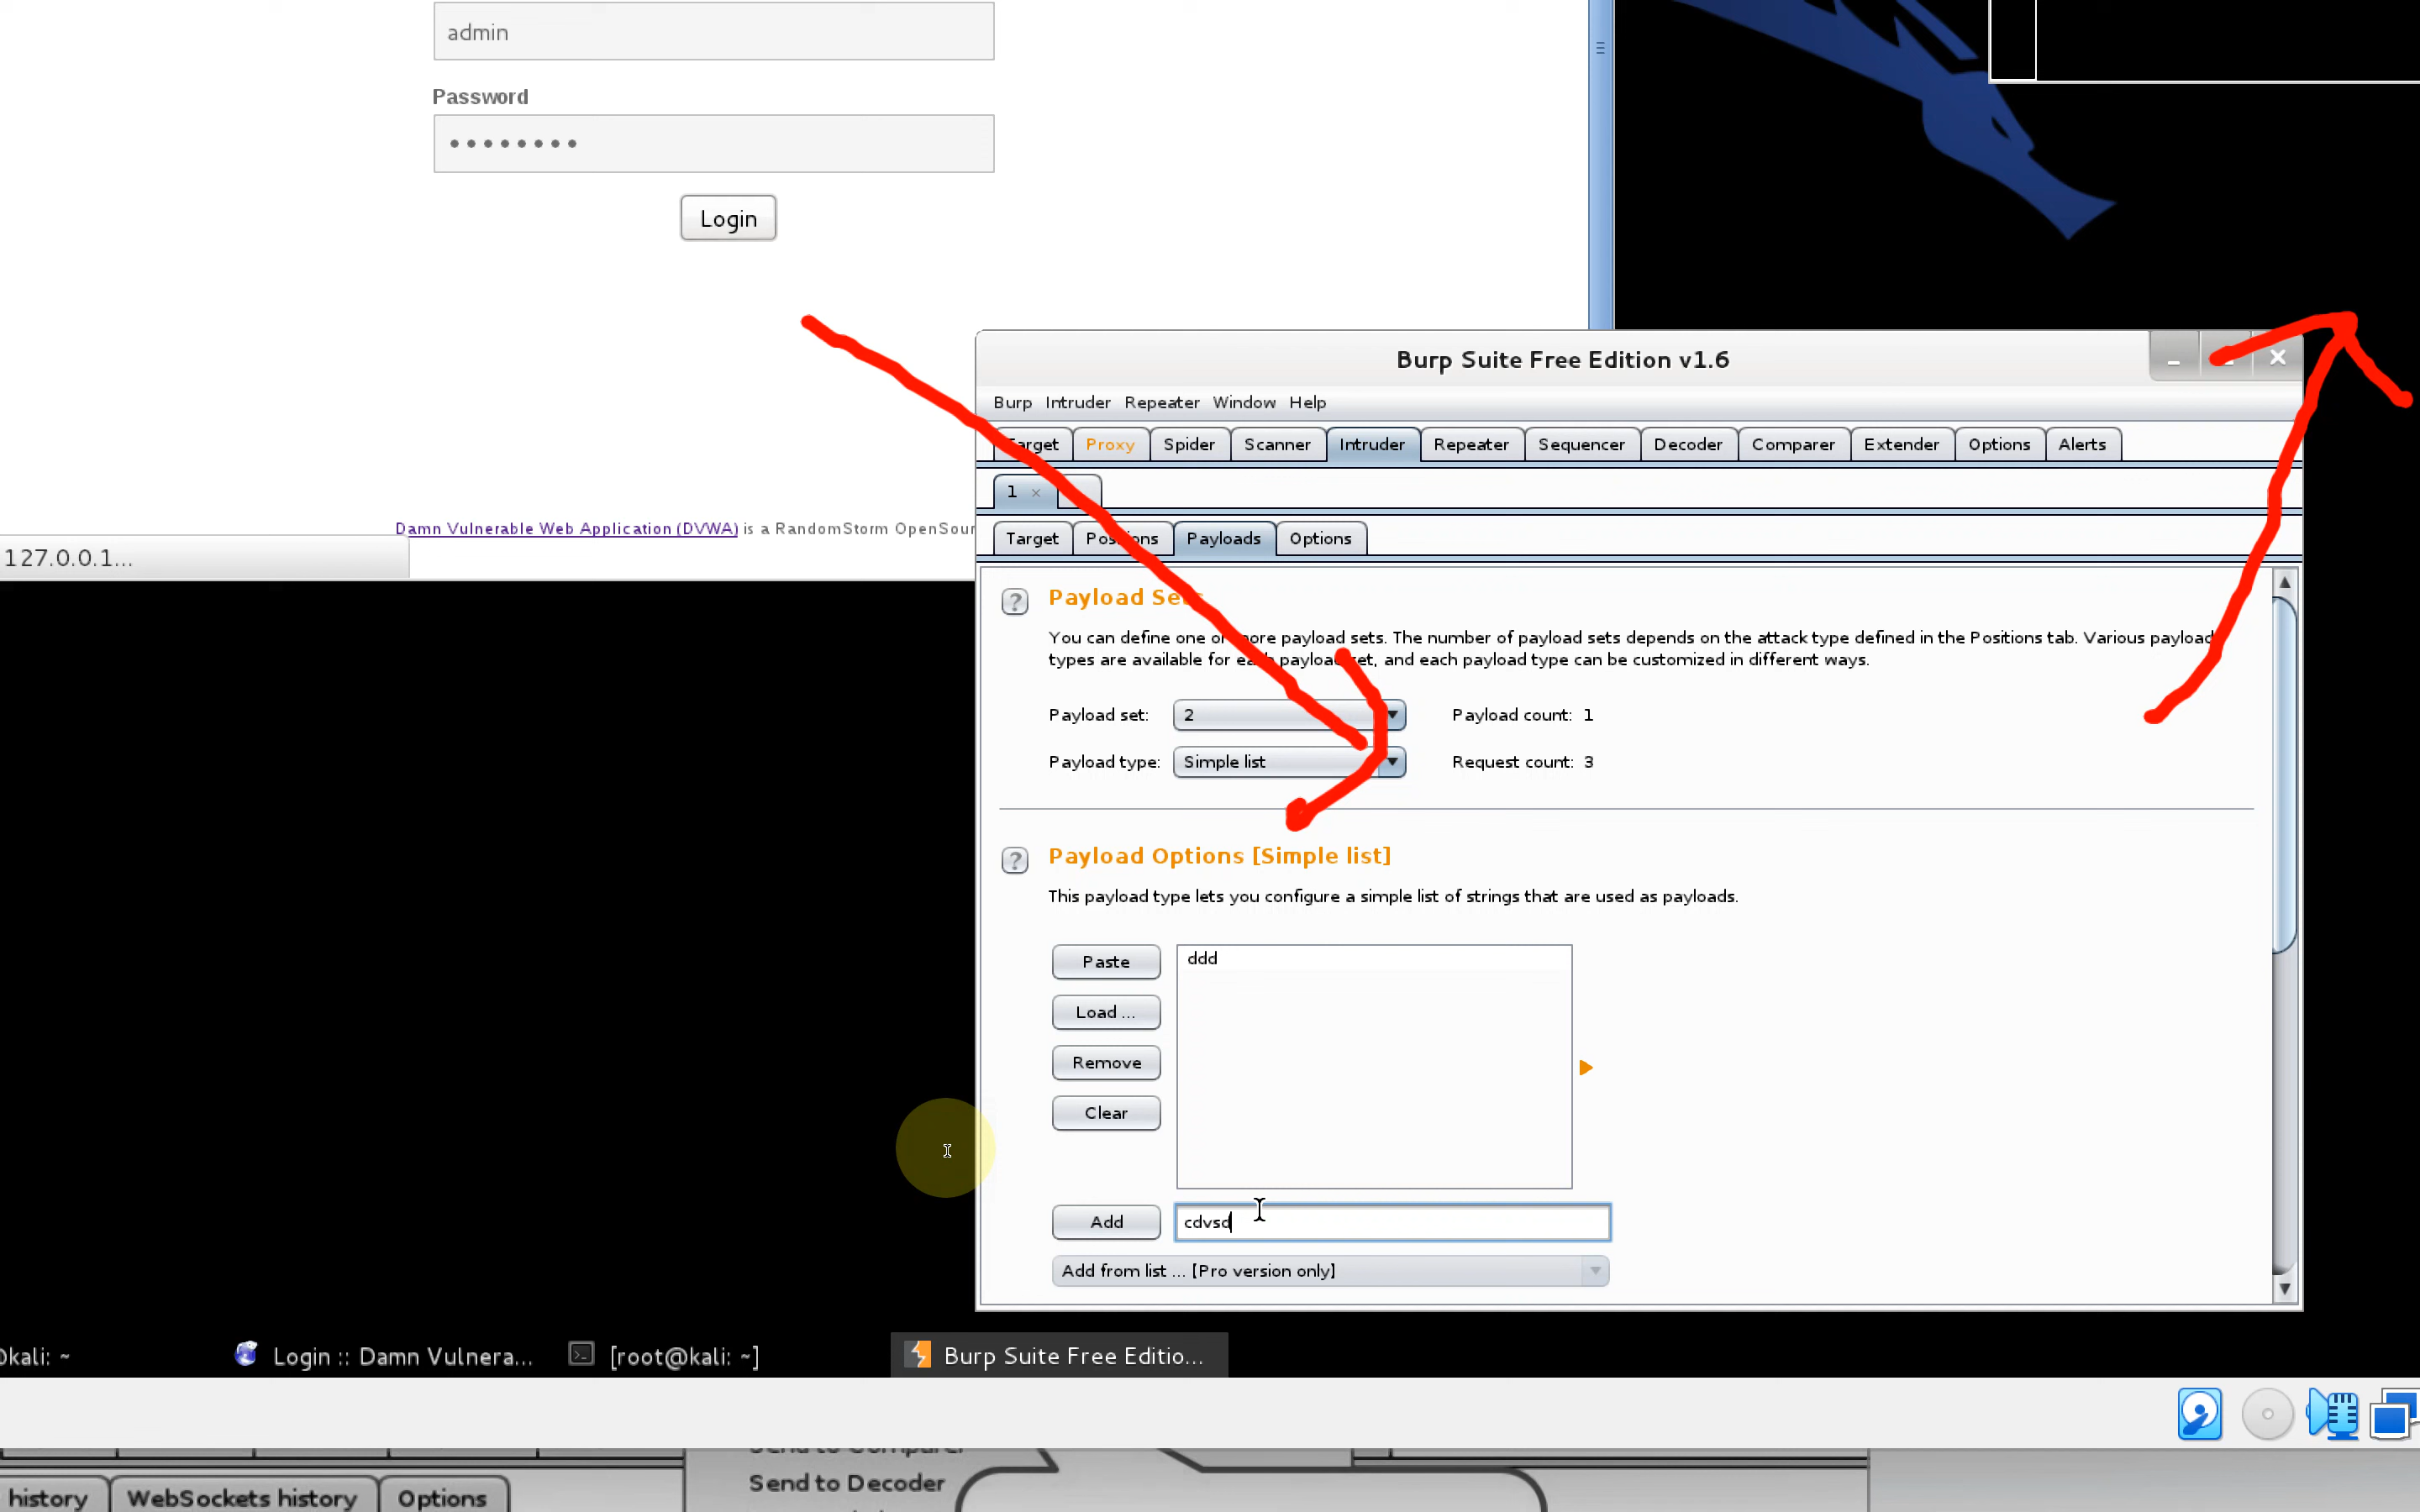 admin
Password
Login
Damn Vulnerable Web Application (DVWA) is a RandomStorm OpenSour
127.0.0.1...
Burp Suite Free Edition v1.6
Burp Intruder Repeater Window Help
Target Proxy Spider Scanner Intruder Repeater Sequencer Decoder Comparer Extender Options Alerts
1 ×
Target Positions Payloads Options
? Payload Sets
You can define one or more payload sets. The number of payload sets depends on the attack type defined in the Positions tab. Various payload
types are available for each payload set, and each payload type can be customized in different ways.
Payload set: 2 Payload count: 1
Payload type: Simple list Request count: 3
? Payload Options [Simple list]
This payload type lets you configure a simple list of strings that are used as payloads.
Paste ddd
Load ...
Remove
Clear
Add cdvsd
Add from list ... [Pro version only]
@kali: ~ Login :: Damn Vulnera... [root@kali: ~] Burp Suite Free Editio...
Send to Comparer
Send to Decoder
history WebSockets history Options